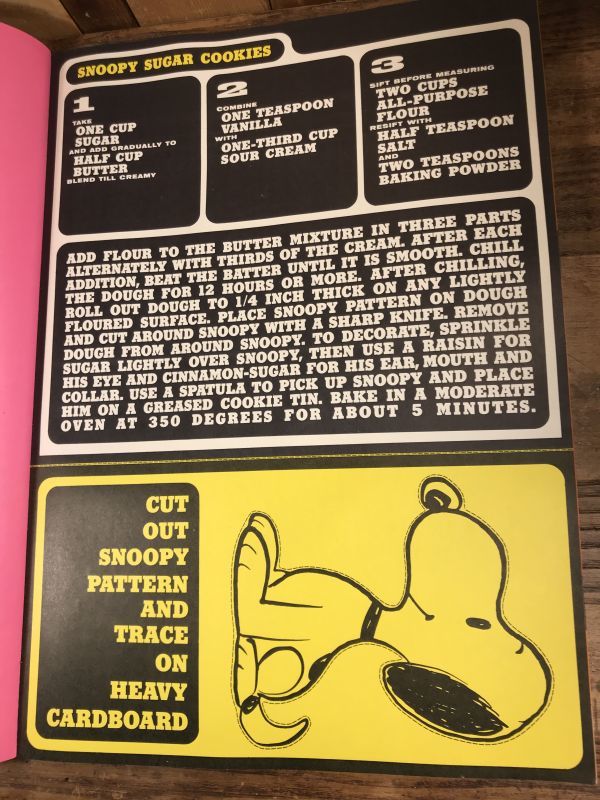 SNOOPY SUGAR COOKIES
1
TAKE
ONE CUP
SUGAR
AND ADD GRADUALLY TO
HALF CUP
BUTTER
BLEND TILL CREAMY
2
COMBINE
ONE TEASPOON
VANILLA
WITH
ONE-THIRD CUP
SOUR CREAM
3
SIFT BEFORE MEASURING
TWO CUPS
ALL-PURPOSE
FLOUR
RESIFT WITH
HALF TEASPOON
SALT
AND
TWO TEASPOONS
BAKING POWDER
ADD FLOUR TO THE BUTTER MIXTURE IN THREE PARTS
ALTERNATELY WITH THIRDS OF THE CREAM. AFTER EACH
ADDITION, BEAT THE BATTER UNTIL IT IS SMOOTH. CHILL
THE DOUGH FOR 12 HOURS OR MORE. AFTER CHILLING,
ROLL OUT DOUGH TO 1/4 INCH THICK ON ANY LIGHTLY
FLOURED SURFACE. PLACE SNOOPY PATTERN ON DOUGH
AND CUT AROUND SNOOPY WITH A SHARP KNIFE. REMOVE
DOUGH FROM AROUND SNOOPY. TO DECORATE, SPRINKLE
SUGAR LIGHTLY OVER SNOOPY, THEN USE A RAISIN FOR
HIS EYE AND CINNAMON-SUGAR FOR HIS EAR, MOUTH AND
COLLAR. USE A SPATULA TO PICK UP SNOOPY AND PLACE
HIM ON A GREASED COOKIE TIN. BAKE IN A MODERATE
OVEN AT 350 DEGREES FOR ABOUT 5 MINUTES.
CUT
OUT
SNOOPY
PATTERN
AND
TRACE
ON
HEAVY
CARDBOARD